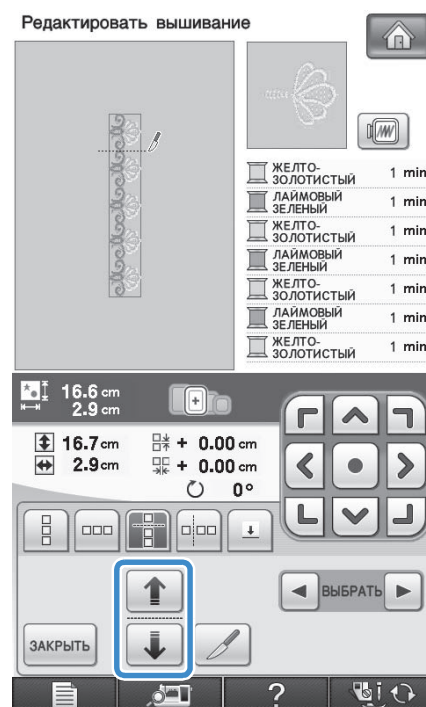 Редактировать вышивание
ЖЕЛТО-
ЗОЛОТИСТЫЙ 1 min
ЛАЙМОВЫЙ
ЗЕЛЕНЫЙ 1 min
ЖЕЛТО-
ЗОЛОТИСТЫЙ 1 min
ЛАЙМОВЫЙ
ЗЕЛЕНЫЙ 1 min
ЖЕЛТО-
ЗОЛОТИСТЫЙ 1 min
ЛАЙМОВЫЙ
ЗЕЛЕНЫЙ 1 min
ЖЕЛТО-
ЗОЛОТИСТЫЙ 1 min
16.6 cm
2.9 cm
16.7 cm + 0.00 cm
2.9 cm + 0.00 cm
0°
ВЫБРАТЬ
ЗАКРЫТЬ
?